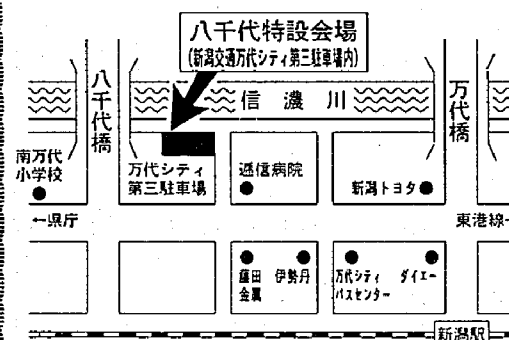 八千代特設会場
(新潟交通万代シティ第三駐車場内)
八千代橋
信濃川
万代橋
南万代
小学校
万代シティ
第三駐車場
逓信病院
新潟トヨタ
←県庁
東港線→
藤田
金属
伊勢丹
万代シティ
バスセンター
ダイエー
新潟駅